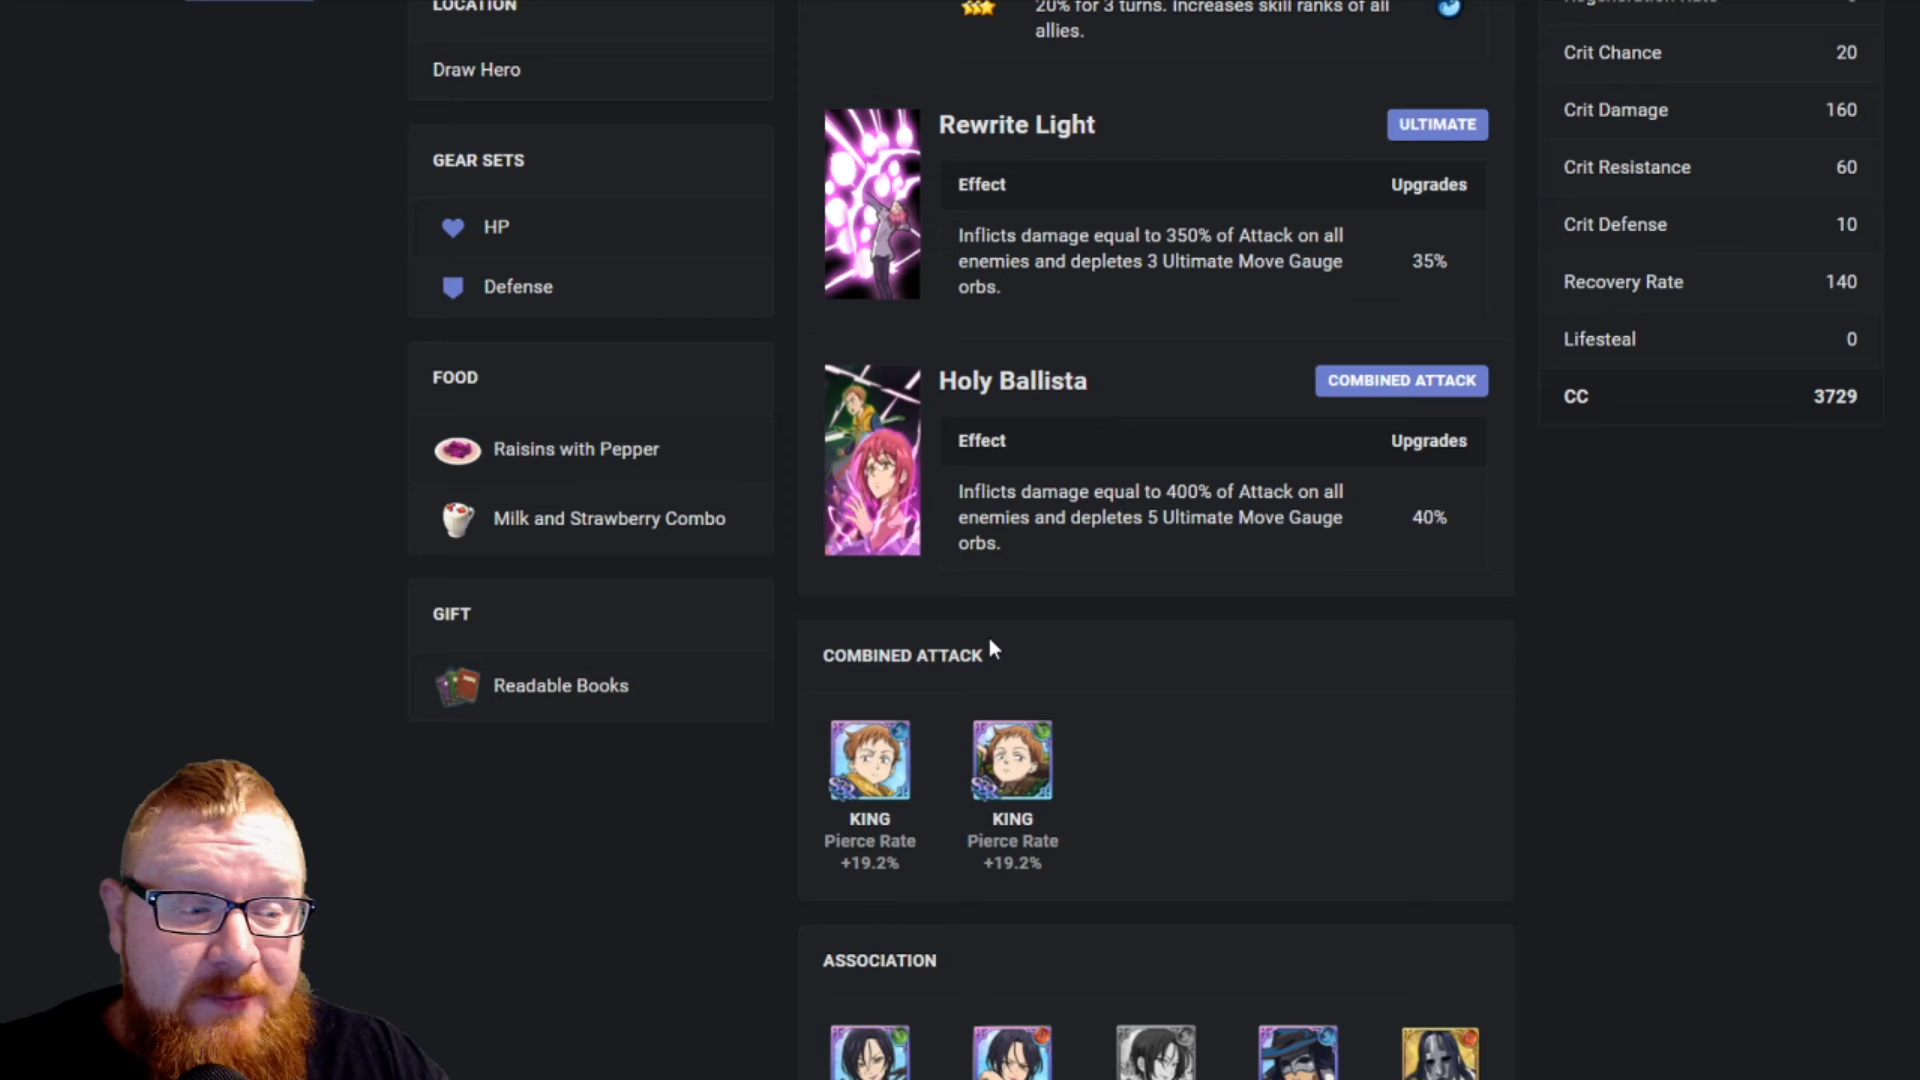 LOCATION
Draw Hero
GEAR SETS
HP
Defense
FOOD
Raisins with Pepper
Milk and Strawberry Combo
GIFT
Readable Books
20% for 3 turns. Increases skill ranks of all
allies.
Rewrite Light
ULTIMATE
Effect
Upgrades
Inflicts damage equal to 350% of Attack on all
enemies and depletes 3 Ultimate Move Gauge
orbs.
35%
Holy Ballista
COMBINED ATTACK
Effect
Upgrades
Inflicts damage equal to 400% of Attack on all
enemies and depletes 5 Ultimate Move Gauge
orbs.
40%
COMBINED ATTACK
KING
Pierce Rate
+19.2%
KING
Pierce Rate
+19.2%
ASSOCIATION
Regeneration Rate
Crit Chance 20
Crit Damage 160
Crit Resistance 60
Crit Defense 10
Recovery Rate 140
Lifesteal 0
CC 3729